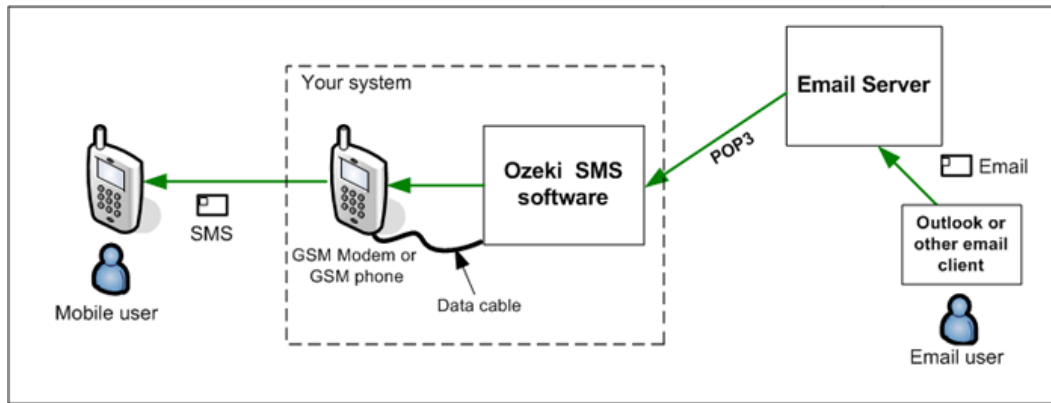 Your system
Email Server
POP3
Ozeki SMS
software
Email
SMS
Outlook or
other email
client
GSM Modem or
GSM phone
Data cable
Mobile user
Email user